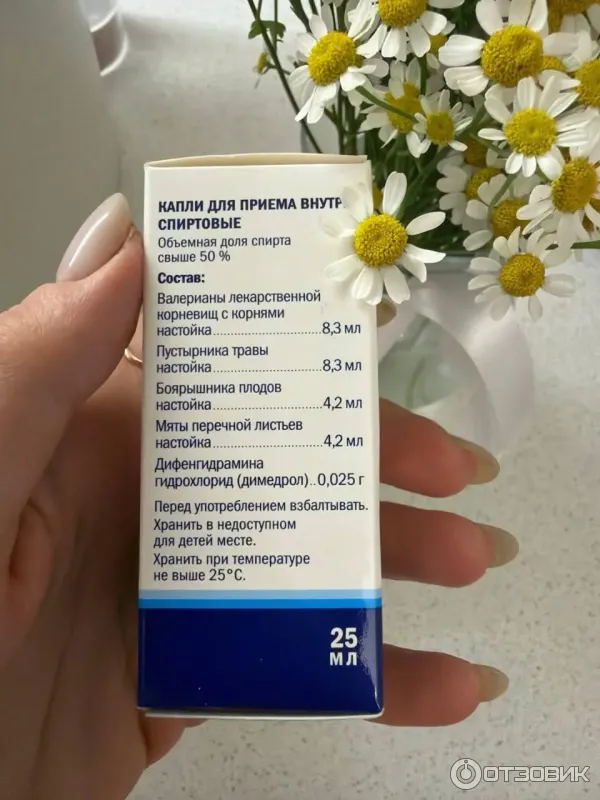 КАПЛИ ДЛЯ ПРИЕМА ВНУТР
СПИРТОВЫЕ
Объемная доля спирта
свыше 50 %
Состав:
Валерианы лекарственной
корневищ с корнями
настойка..........................8,3 мл
Пустырника травы
настойка..........................8,3 мл
Боярышника плодов
настойка..........................4,2 мл
Мяты перечной листьев
настойка..........................4,2 мл
Дифенгидрамина
гидрохлорид (димедрол)..0,025 г
Перед употреблением взбалтывать.
Хранить в недоступном
для детей месте.
Хранить при температуре
не выше 25°C.
25
МЛ
ОТЗОВИК